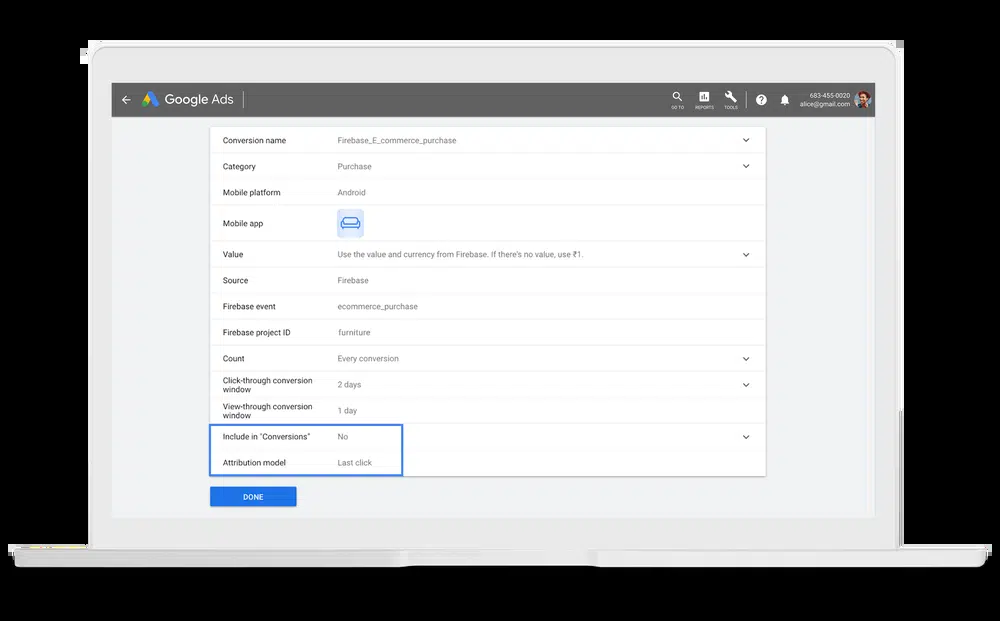 Google Ads
GO TO
REPORTS
TOOLS
683-455-0020
alice@gmail.com
Conversion name Firebase_E_commerce_purchase
Category Purchase
Mobile platform Android
Mobile app
Value Use the value and currency from Firebase. If there's no value, use ₹1.
Source Firebase
Firebase event ecommerce_purchase
Firebase project ID furniture
Count Every conversion
Click-through conversion
window 2 days
View-through conversion
window 1 day
Include in "Conversions" No
Attribution model Last click
DONE